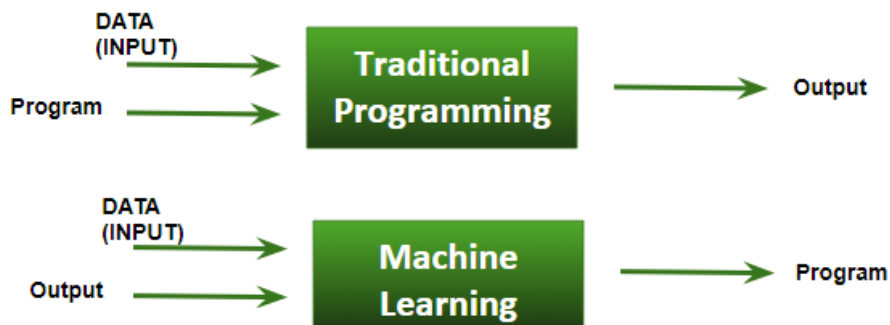 DATA
(INPUT)
Program
Traditional
Programming
Output
DATA
(INPUT)
Output
Machine
Learning
Program